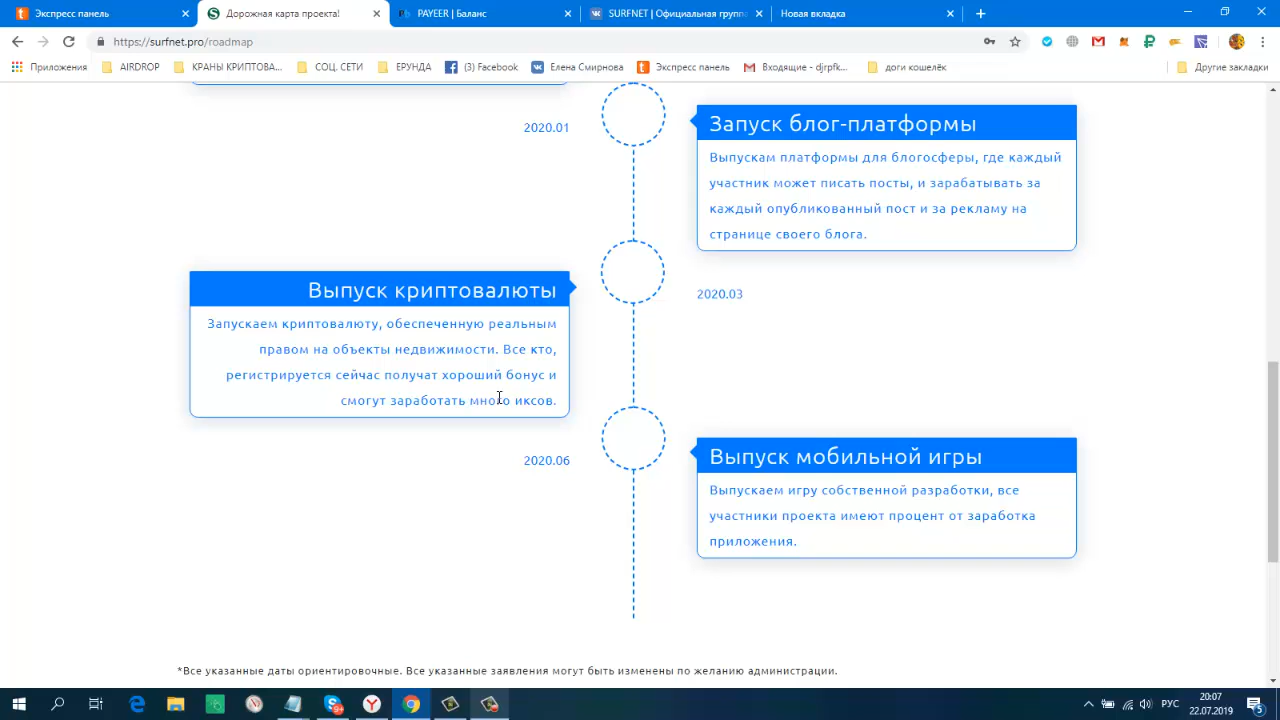 Экспресс панель
Дорожная карта проекта!
PAYEER | Баланс
SURFNET | Официальная группа
Новая вкладка
https://surfnet.pro/roadmap
Приложения
AIRDROP
КРАНЫ КРИПТОВА...
СОЦ. СЕТИ
ЕРУНДА
(3) Facebook
Елена Смирнова
Экспресс панель
Входящие - djrpfk...
доги кошелёк
Другие закладки
2020.01
Запуск блог-платформы
Выпускам платформы для блогосферы, где каждый
участник может писать посты, и зарабатывать за
каждый опубликованный пост и за рекламу на
странице своего блога.
Выпуск криптовалюты
Запускаем криптовалюту, обеспеченную реальным
правом на объекты недвижимости. Все кто,
регистрируется сейчас получат хороший бонус и
смогут заработать много иксов.
2020.03
2020.06
Выпуск мобильной игры
Выпускаем игру собственной разработки, все
участники проекта имеют процент от заработка
приложения.
*Все указанные даты ориентировочные. Все указанные заявления могут быть изменены по желанию администрации.
РУС
20:07
22.07.2019
5